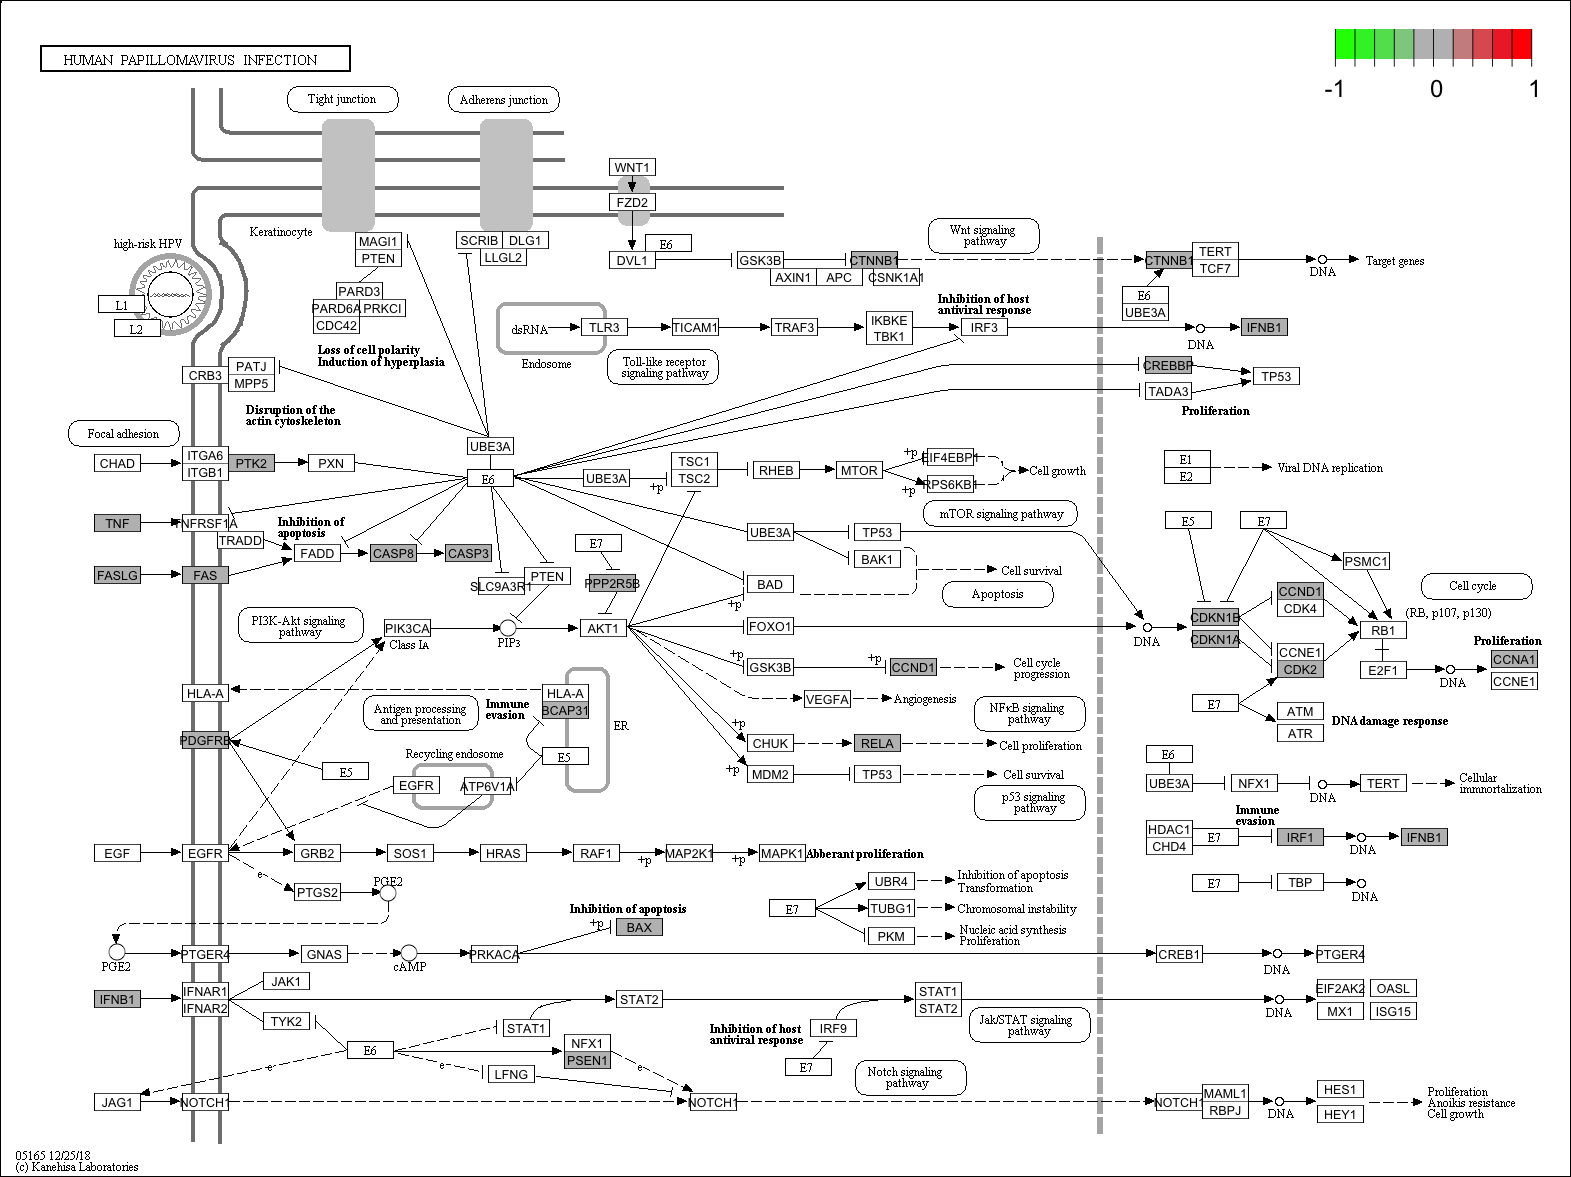 HUMAN PAPILLOMAVIRUS INFECTION
-1 0 1
Tight junction
Adherens junction
WNT1
FZD2
Keratinocyte
high-risk HPV
L1
L2
MAGI1
PTEN
PARD3
PARD6A PRKCI
CDC42
SCRIB DLG1
LLGL2
E6
DVL1
GSK3B
CTNNB1
AXIN1 APC CSNK1A1
Wnt signaling
pathway
CTNNB1
TERT
TCF7
DNA
Target genes
E6
UBE3A
Loss of cell polarity
Induction of hyperplasia
dsRNA
TLR3
Endosome
TICAM1
TRAF3
IKBKE
TBK1
Inhibition of host
antiviral response
IRF3
DNA
IFNB1
Toll-like receptor
signaling pathway
CRB3
PATJ
MPP5
CREBBP
TADA3
TP53
Proliferation
Disruption of the
actin cytoskeleton
Focal adhesion
CHAD
ITGA6
ITGB1
PTK2
PXN
UBE3A
E6
UBE3A
+p
TSC1
TSC2
RHEB
MTOR
+p
+p
EIF4EBP1
RPS6KB1
Cell growth
mTOR signaling pathway
E1
E2
Viral DNA replication
TNF
TNFRSF1A
TRADD
Inhibition of
apoptosis
FADD
CASP8
CASP3
FASLG
FAS
SLC9A3R1
PTEN
E7
PPP2R5B
UBE3A
TP53
BAK1
Cell survival
BAD
+p
Apoptosis
E5
E7
PSMC1
CDKN1B
CDKN1A
CCND1
CDK4
CCNE1
CDK2
RB1
(RB, p107, p130)
Cell cycle
E2F1
DNA
Proliferation
CCNA1
CCNE1
PI3K-Akt signaling
pathway
PIK3CA
Class IA
PIP3
AKT1
FOXO1
DNA
+p
GSK3B
+p
CCND1
Cell cycle
progression
VEGFA
Angiogenesis
NFκB signaling
pathway
+p
CHUK
RELA
Cell proliferation
+p
MDM2
TP53
Cell survival
p53 signaling
pathway
E7
ATM
ATR
DNA damage response
HLA-A
Antigen processing
and presentation
Immune
evasion
HLA-A
BCAP31
ER
E5
PDGFRB
E5
Recycling endosome
EGFR
ATP6V1A
E6
UBE3A
NFX1
DNA
TERT
Cellular
immnortalization
Immune
evasion
HDAC1
CHD4
E7
IRF1
DNA
IFNB1
E7
TBP
DNA
EGF
EGFR
GRB2
SOS1
HRAS
RAF1
+p
MAP2K1
+p
MAPK1
Abberant proliferation
e
PTGS2
PGE2
E7
UBR4
Inhibition of apoptosis
Transformation
TUBG1
Chromosomal instability
PKM
Nucleic acid synthesis
Proliferation
Inhibition of apoptosis
+p
BAX
PGE2
PTGER4
GNAS
cAMP
PRKACA
CREB1
DNA
PTGER4
IFNB1
IFNAR1
IFNAR2
JAK1
TYK2
STAT2
STAT1
STAT1
STAT2
DNA
EIF2AK2 OASL
MX1 ISG15
Jak/STAT signaling
pathway
Inhibition of host
antiviral response
IRF9
E7
E6
NFX1
PSEN1
LFNG
e
e
e
Notch signaling
pathway
JAG1
NOTCH1
NOTCH1
NOTCH1
MAML1
RBPJ
DNA
HES1
HEY1
Proliferation
Anoikis resistance
Cell growth
05165 12/25/18
(c) Kanehisa Laboratories